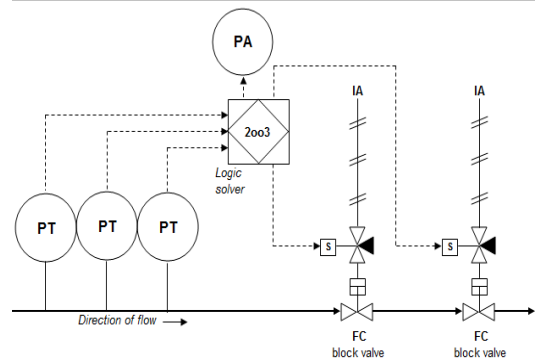 PA
IA
IA
2oo3
Logic
solver
PT
PT
PT
S
S
Direction of flow
FC
block valve
FC
block valve